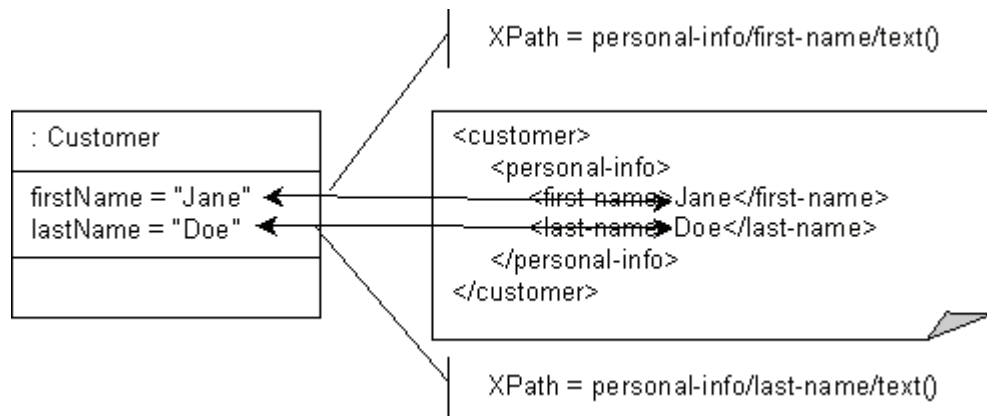 XPath = personal-info/first-name/text()
: Customer
firstName = "Jane"
lastName = "Doe"
<customer>
<personal-info>
<first-name>Jane</first-name>
<last-name>Doe</last-name>
</personal-info>
</customer>
XPath = personal-info/last-name/text()